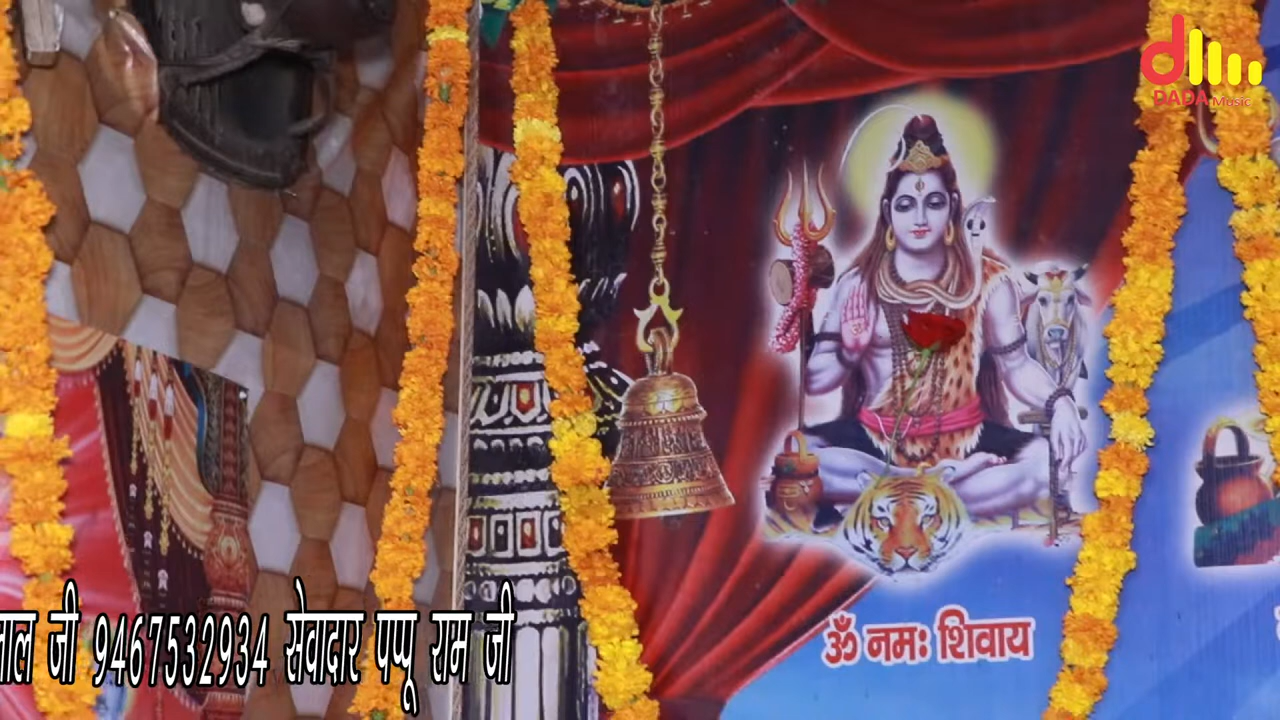 DADA Music
ॐ नमः शिवाय
जी 9467532934 सेवादार पप्पू राम जी